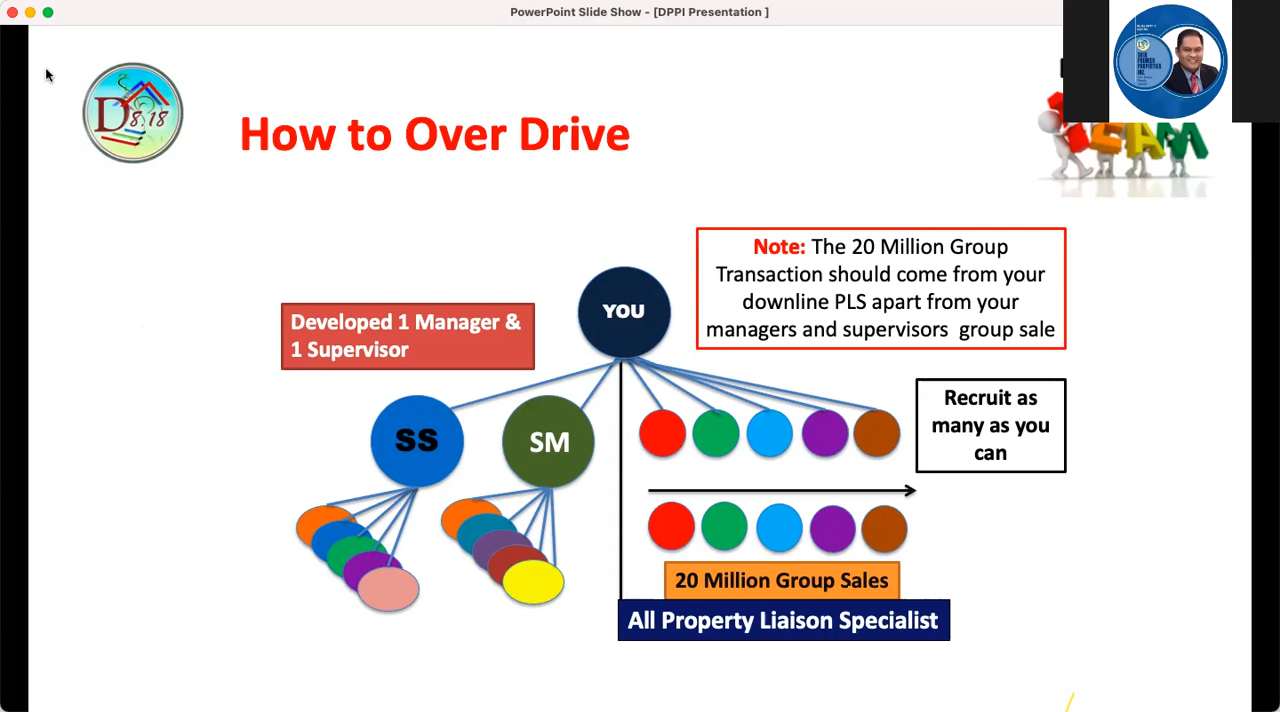 PowerPoint Slide Show - [DPPI Presentation ]
D 8.18
How to Over Drive
Note: The 20 Million Group
Transaction should come from your
downline PLS apart from your
managers and supervisors group sale
YOU
Developed 1 Manager &
1 Supervisor
Recruit as
many as you
can
SS
SM
20 Million Group Sales
All Property Liaison Specialist